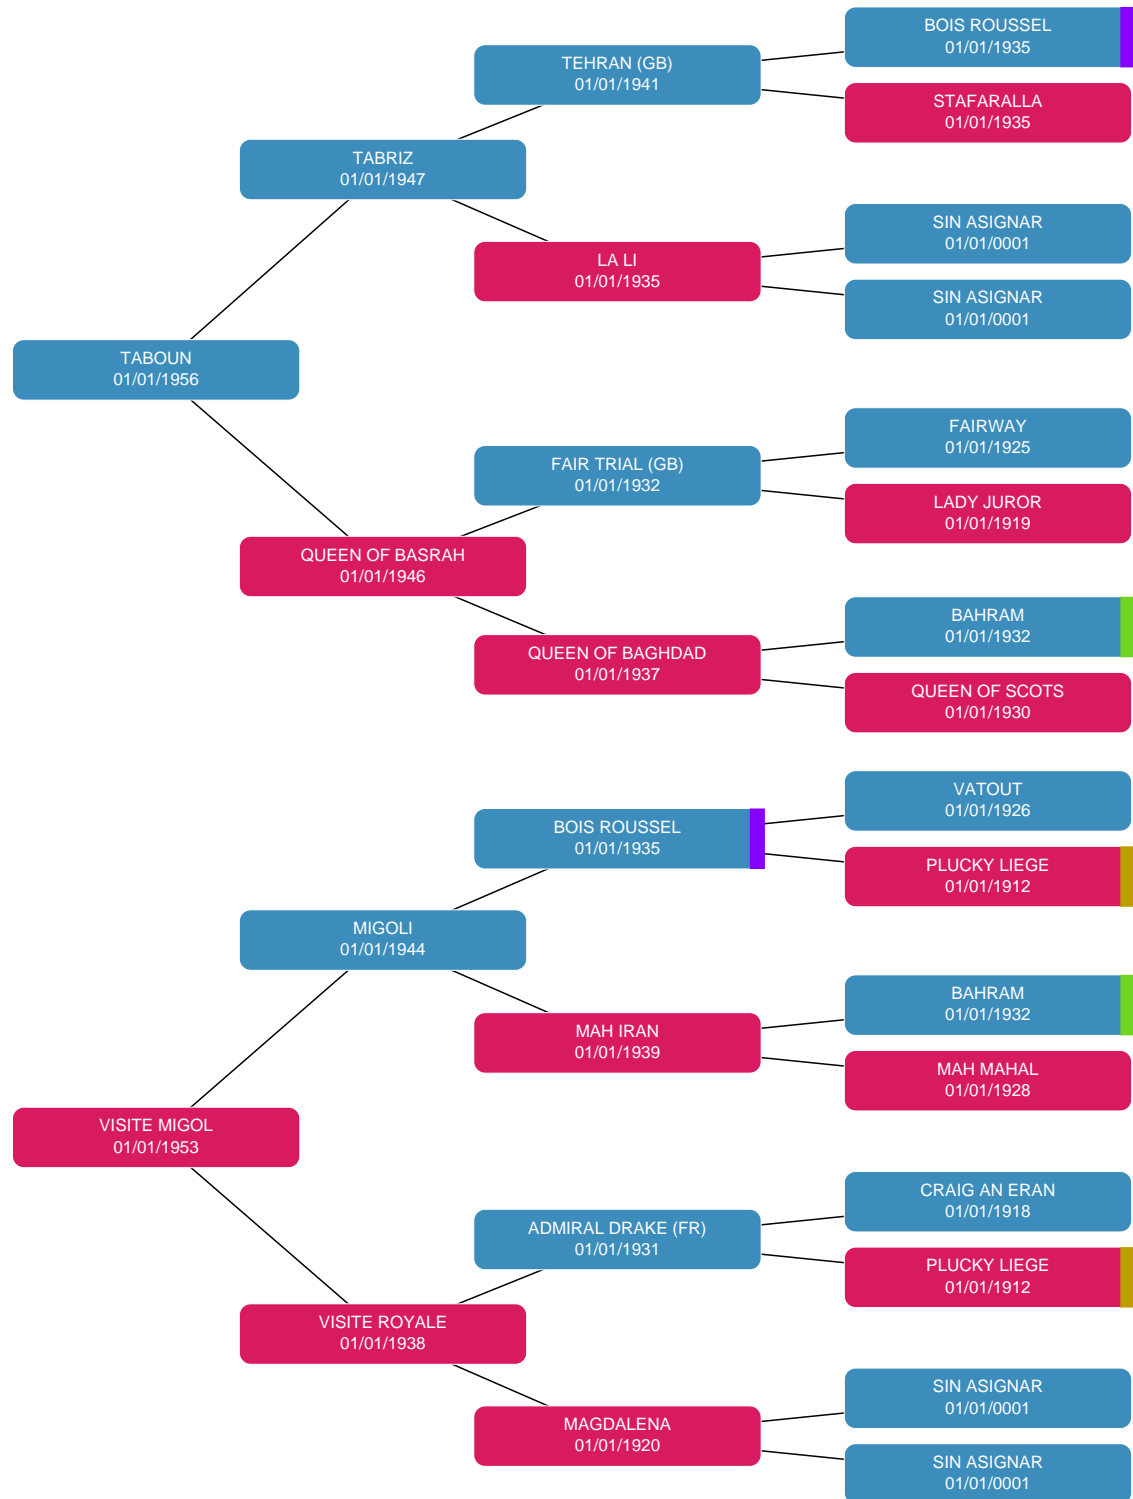 BOIS ROUSSEL
01/01/1935
TEHRAN (GB)
01/01/1941
STAFARALLA
01/01/1935
TABRIZ
01/01/1947
SIN ASIGNAR
01/01/0001
LA LI
01/01/1935
SIN ASIGNAR
01/01/0001
TABOUN
01/01/1956
FAIRWAY
01/01/1925
FAIR TRIAL (GB)
01/01/1932
LADY JUROR
01/01/1919
QUEEN OF BASRAH
01/01/1946
BAHRAM
01/01/1932
QUEEN OF BAGHDAD
01/01/1937
QUEEN OF SCOTS
01/01/1930
VATOUT
01/01/1926
BOIS ROUSSEL
01/01/1935
PLUCKY LIEGE
01/01/1912
MIGOLI
01/01/1944
BAHRAM
01/01/1932
MAH IRAN
01/01/1939
MAH MAHAL
01/01/1928
VISITE MIGOL
01/01/1953
CRAIG AN ERAN
01/01/1918
ADMIRAL DRAKE (FR)
01/01/1931
PLUCKY LIEGE
01/01/1912
VISITE ROYALE
01/01/1938
SIN ASIGNAR
01/01/0001
MAGDALENA
01/01/1920
SIN ASIGNAR
01/01/0001